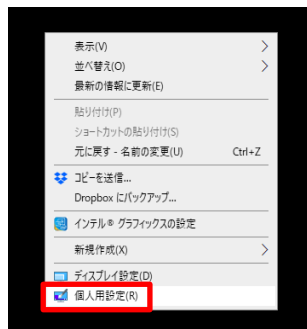 表示(V)
並べ替え(O)
最新の情報に更新(E)
貼り付け(P)
ショートカットの貼り付け(S)
元に戻す - 名前の変更(U) Ctrl+Z
コピーを送信...
Dropbox にバックアップ...
インテル® グラフィックスの設定
新規作成(X)
ディスプレイ設定(D)
個人用設定(R)